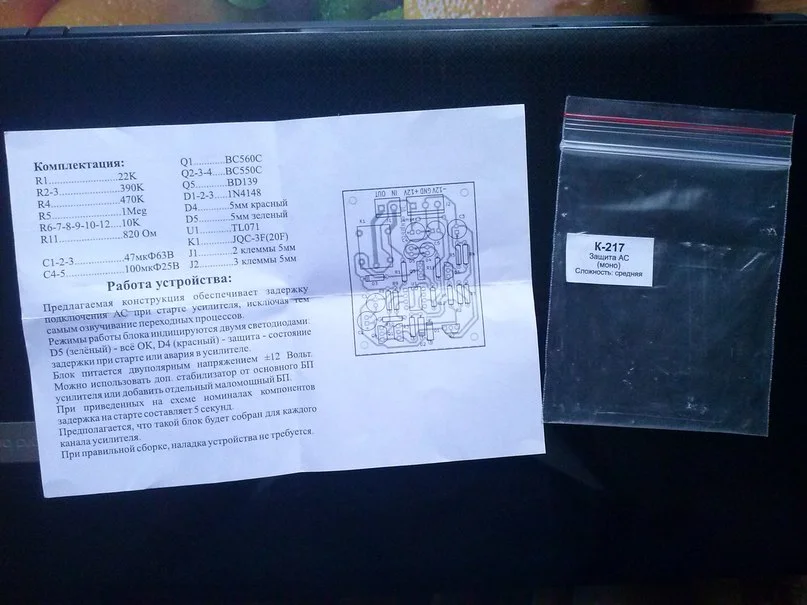 Комплектация:
R1..............22K
R2-3............390K
R4..............470K
R5..............1Meg
R6-7-8-9-10-12....10K
R11.............820 Ом
C1-2-3..........47мкФ63В
C4-5............100мкФ25В
Q1............BC560C
Q2-3-4....BC550C
Q5............BD139
D1-2-3....1N4148
D4..........5мм красный
D5..........5мм зеленый
U1..........TL071
K1..........JQC-3F(20F)
J1..........2 клеммы 5мм
J2..........3 клеммы 5мм
Работа устройства:
Предлагаемая конструкция обеспечивает задержку
подключения АС при старте усилителя, исключая тем
самым озвучивание переходных процессов.
Режимы работы блока индицируются двумя светодиодами:
D5 (зелёный) - всё ОК, D4 (красный) - защита - состояние
задержки при старте или авария в усилителе.
Блок питается двуполярным напряжением ±12 Вольт.
Можно использовать доп. стабилизатор от основного БП
усилителя или добавить отдельный маломощный БП.
При приведенных на схеме номиналах компонентов
задержка на старте составляет 5 секунд.
Предполагается, что такой блок будет собран для каждого
канала усилителя.
При правильной сборке, наладка устройства не требуется.
OUT IN -12V GND +12V
K1
К-217
Защита АС
(моно)
Сложность: средняя